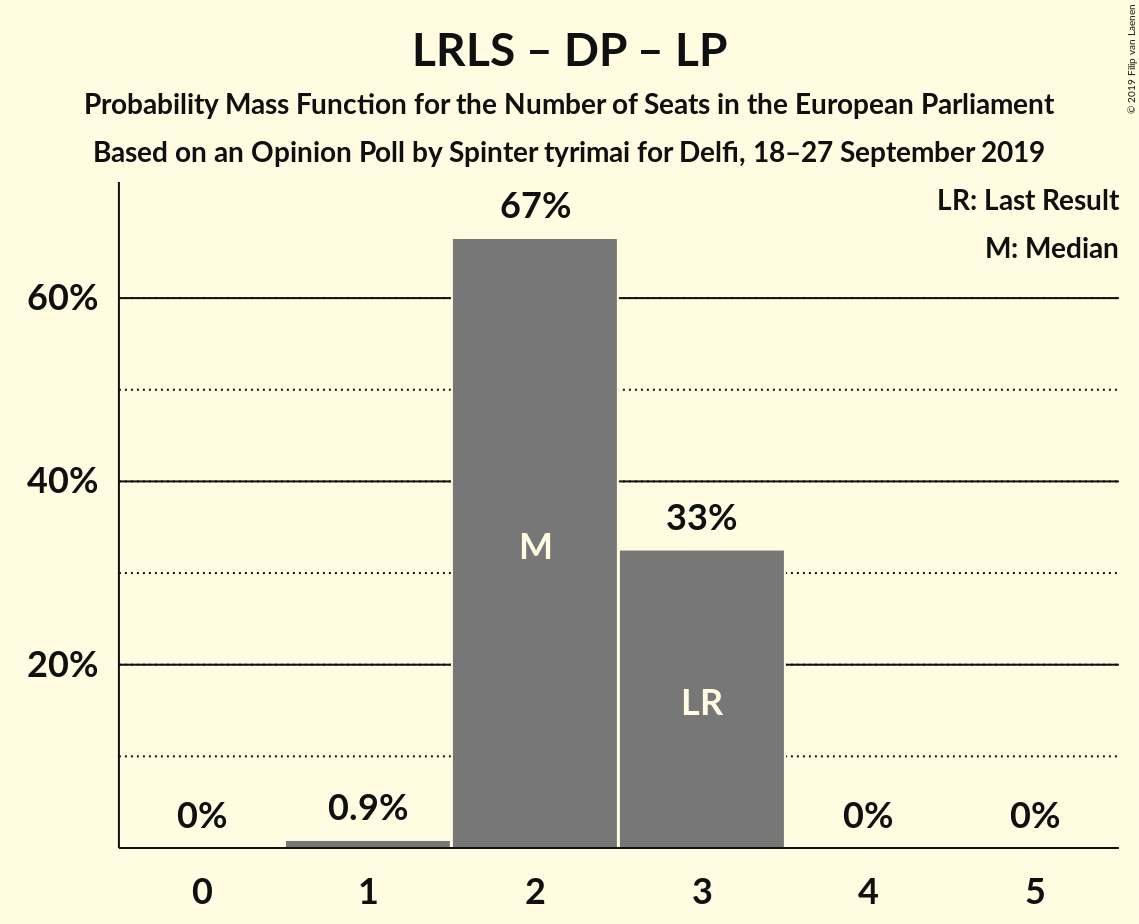 LRLS – DP – LP
Probability Mass Function for the Number of Seats in the European Parliament
Based on an Opinion Poll by Spinter tyrimai for Delfi, 18–27 September 2019
© 2019 Filip van Laenen
LR: Last Result
M: Median
67%
60%
40%
33%
M
20%
LR
0%
0.9%
0%
0%
0 1 2 3 4 5